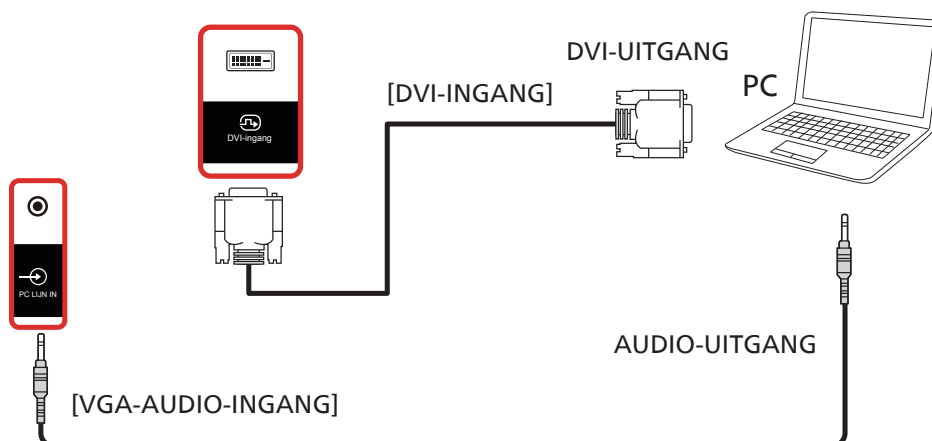 DVI-UITGANG
PC
[DVI-INGANG]
DVI-ingang
PC LIJN IN
AUDIO-UITGANG
[VGA-AUDIO-INGANG]